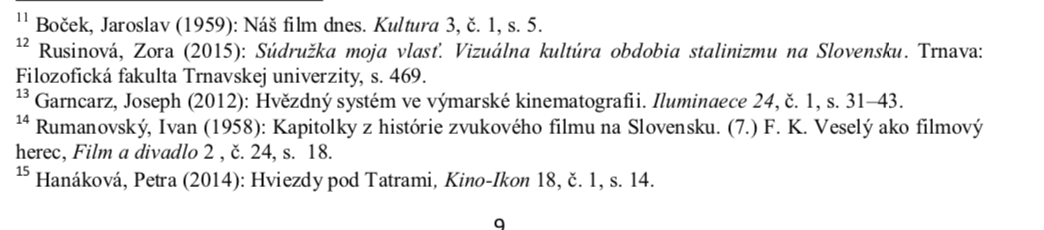 11 Boček, Jaroslav (1959): Náš film dnes. Kultura 3, č. 1, s. 5.
12 Rusinová, Zora (2015): Súdružka moja vlasť. Vizuálna kultúra obdobia stalinizmu na Slovensku. Trnava:
Filozofická fakulta Trnavskej univerzity, s. 469.
13 Garncarz, Joseph (2012): Hvězdný systém ve výmarské kinematografii. Iluminaece 24, č. 1, s. 31–43.
14 Rumanovský, Ivan (1958): Kapitolky z histórie zvukového filmu na Slovensku. (7.) F. K. Veselý ako filmový
herec, Film a divadlo 2 , č. 24, s.  18.
15 Hanáková, Petra (2014): Hviezdy pod Tatrami, Kino-Ikon 18, č. 1, s. 14.
9